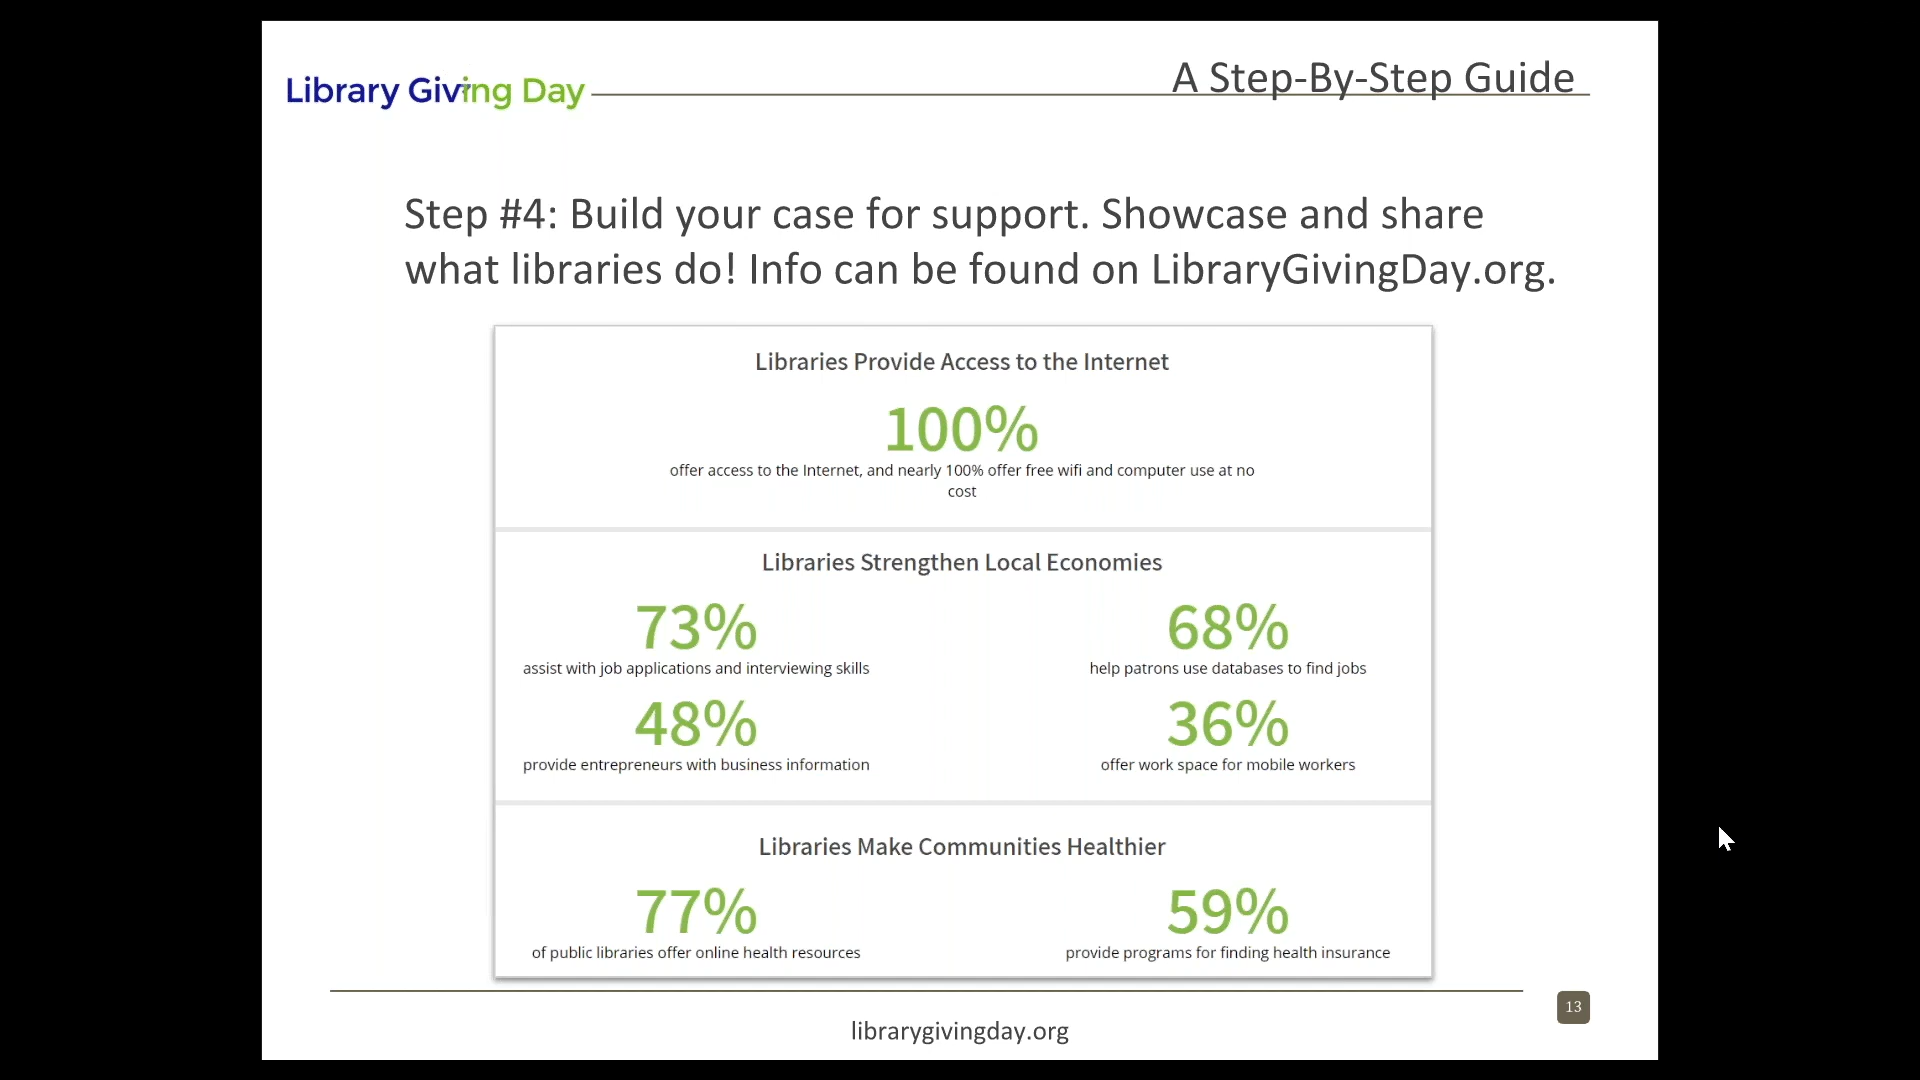 Library Giving Day
A Step-By-Step Guide
Step #4: Build your case for support. Showcase and share
what libraries do! Info can be found on LibraryGivingDay.org.
Libraries Provide Access to the Internet
100%
offer access to the Internet, and nearly 100% offer free wifi and computer use at no
cost
Libraries Strengthen Local Economies
73%
assist with job applications and interviewing skills
68%
help patrons use databases to find jobs
48%
provide entrepreneurs with business information
36%
offer work space for mobile workers
Libraries Make Communities Healthier
77%
of public libraries offer online health resources
59%
provide programs for finding health insurance
13
librarygivingday.org